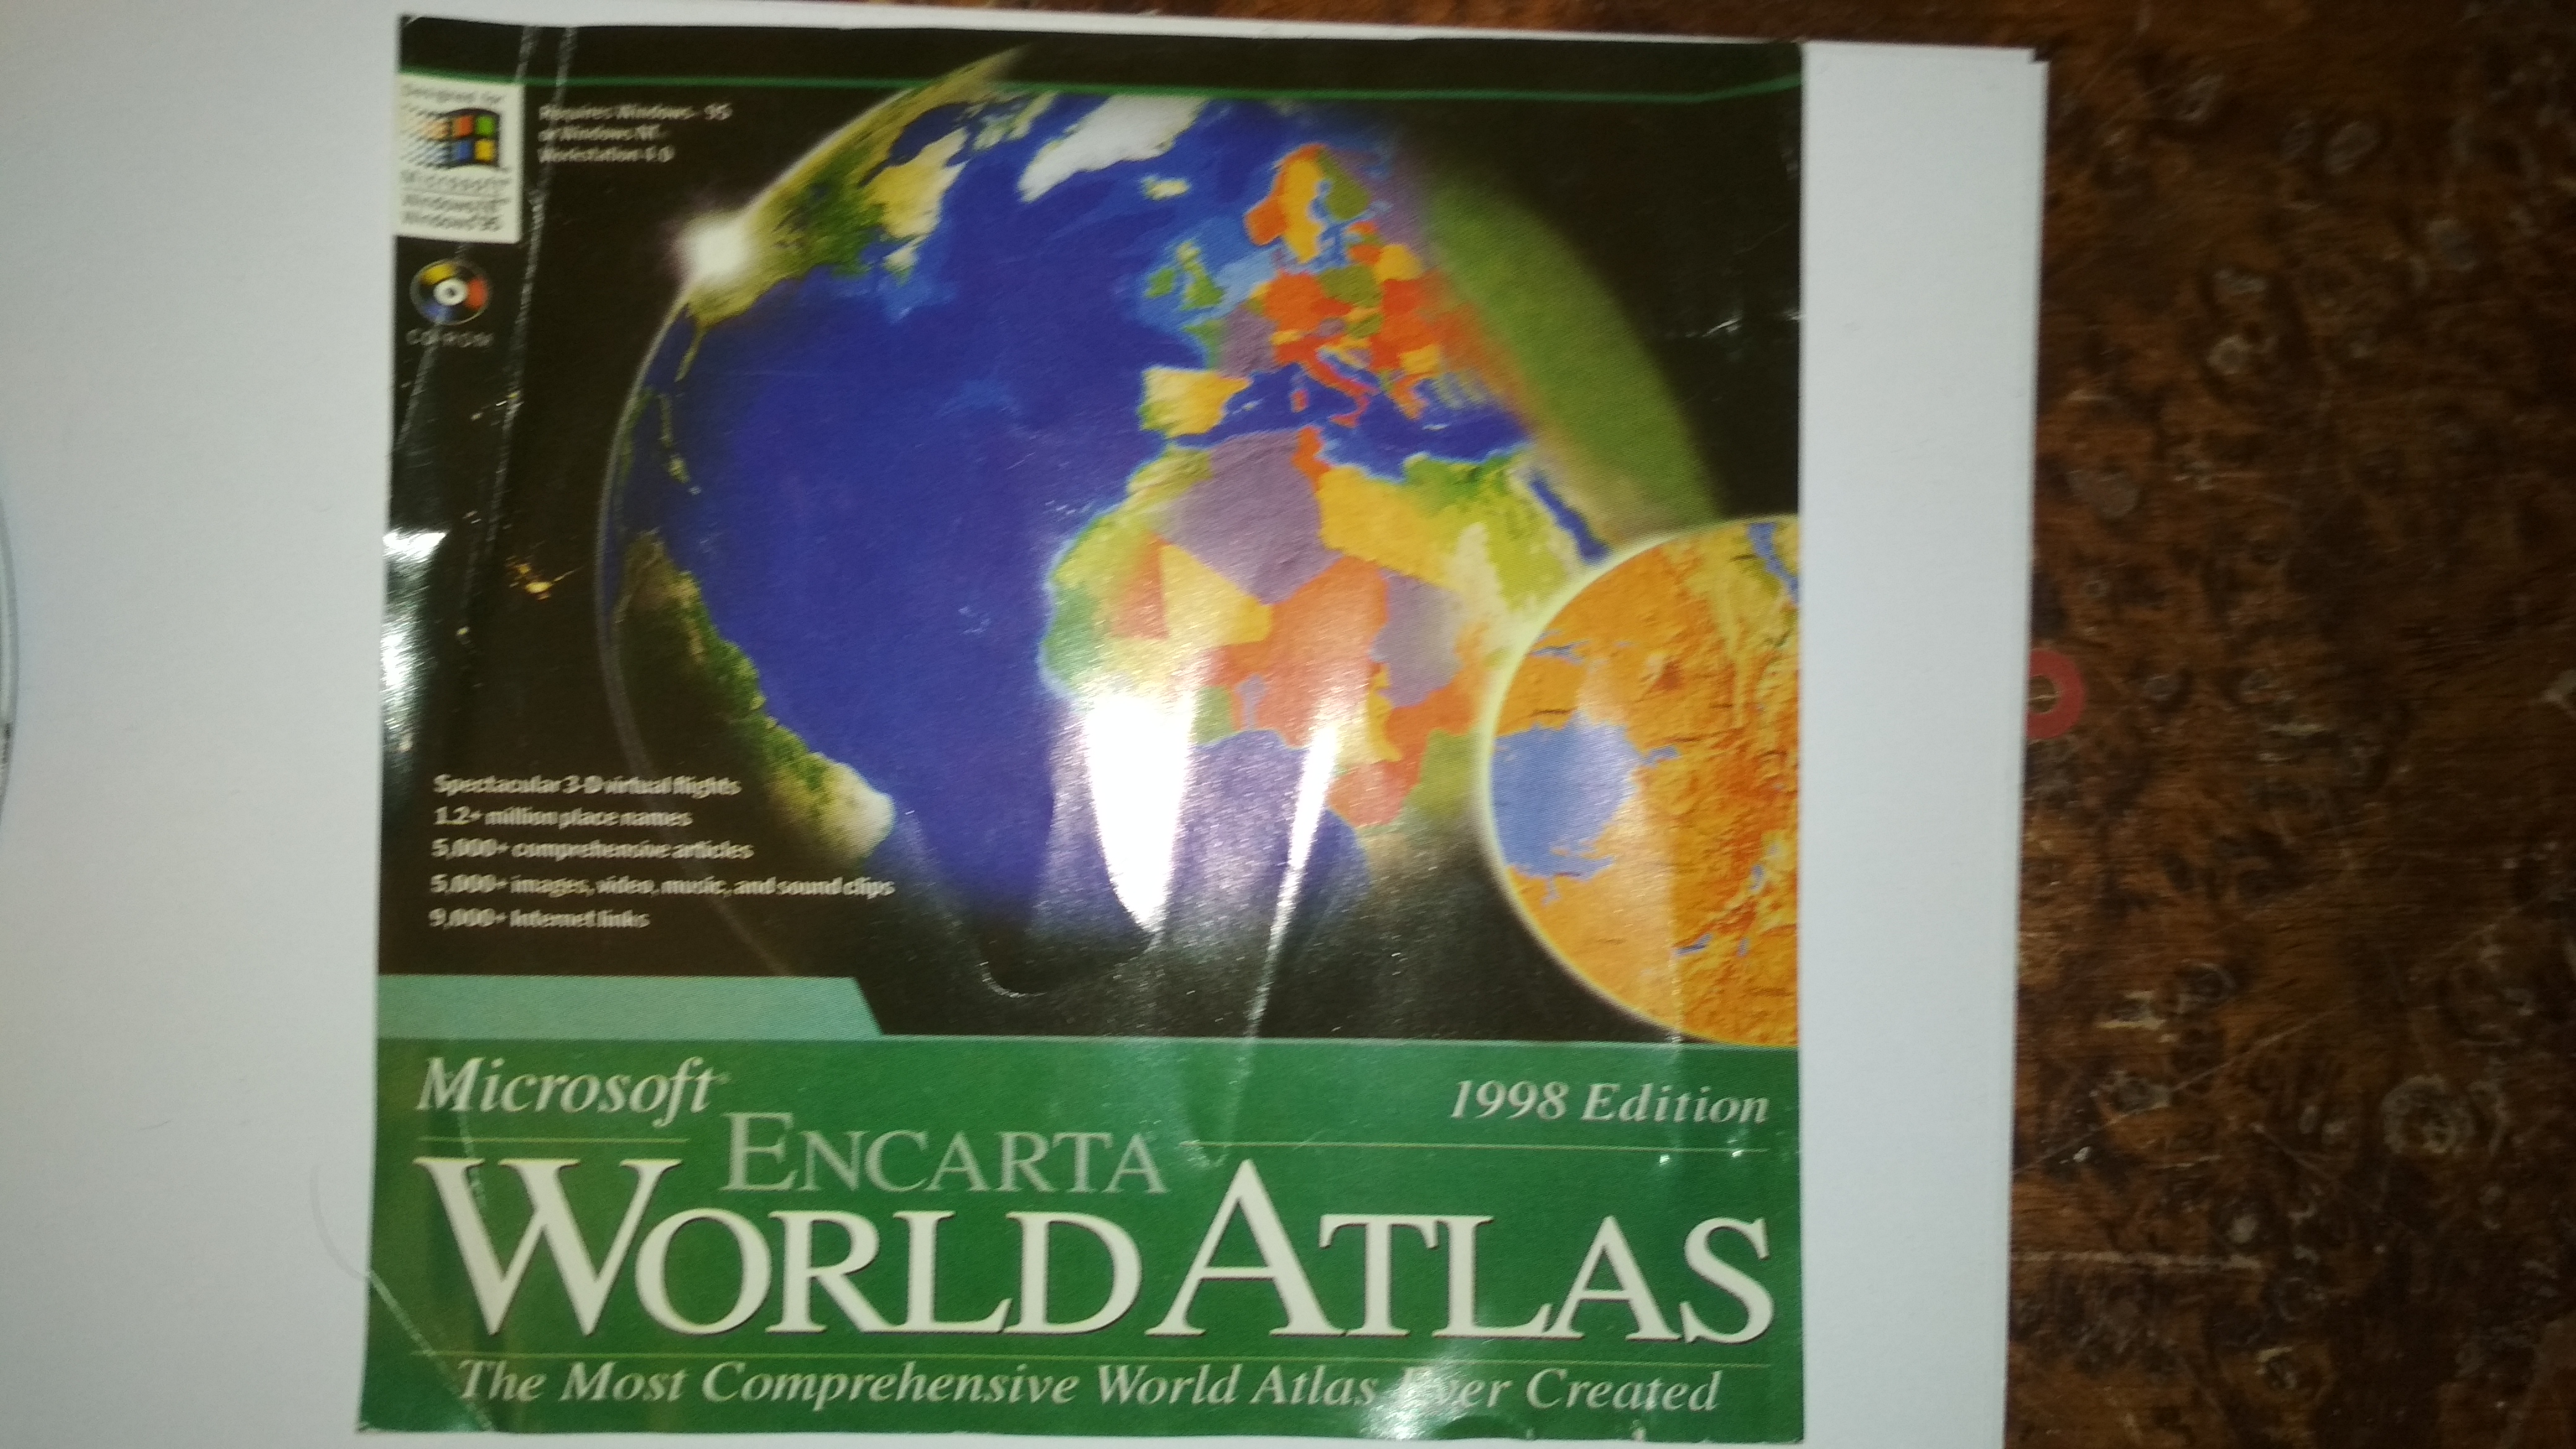 Designed for
Microsoft®
Windows NT®
Windows®95
CD-ROM
Requires Windows® 95
or Windows NT®
Workstation 4.0
Spectacular 3-D virtual flights
1.2+ million place names
5,000+ comprehensive articles
5,000+ images, video, music, and sound clips
9,000+ Internet links
Microsoft®
1998 Edition
ENCARTA
WORLD ATLAS
The Most Comprehensive World Atlas Ever Created